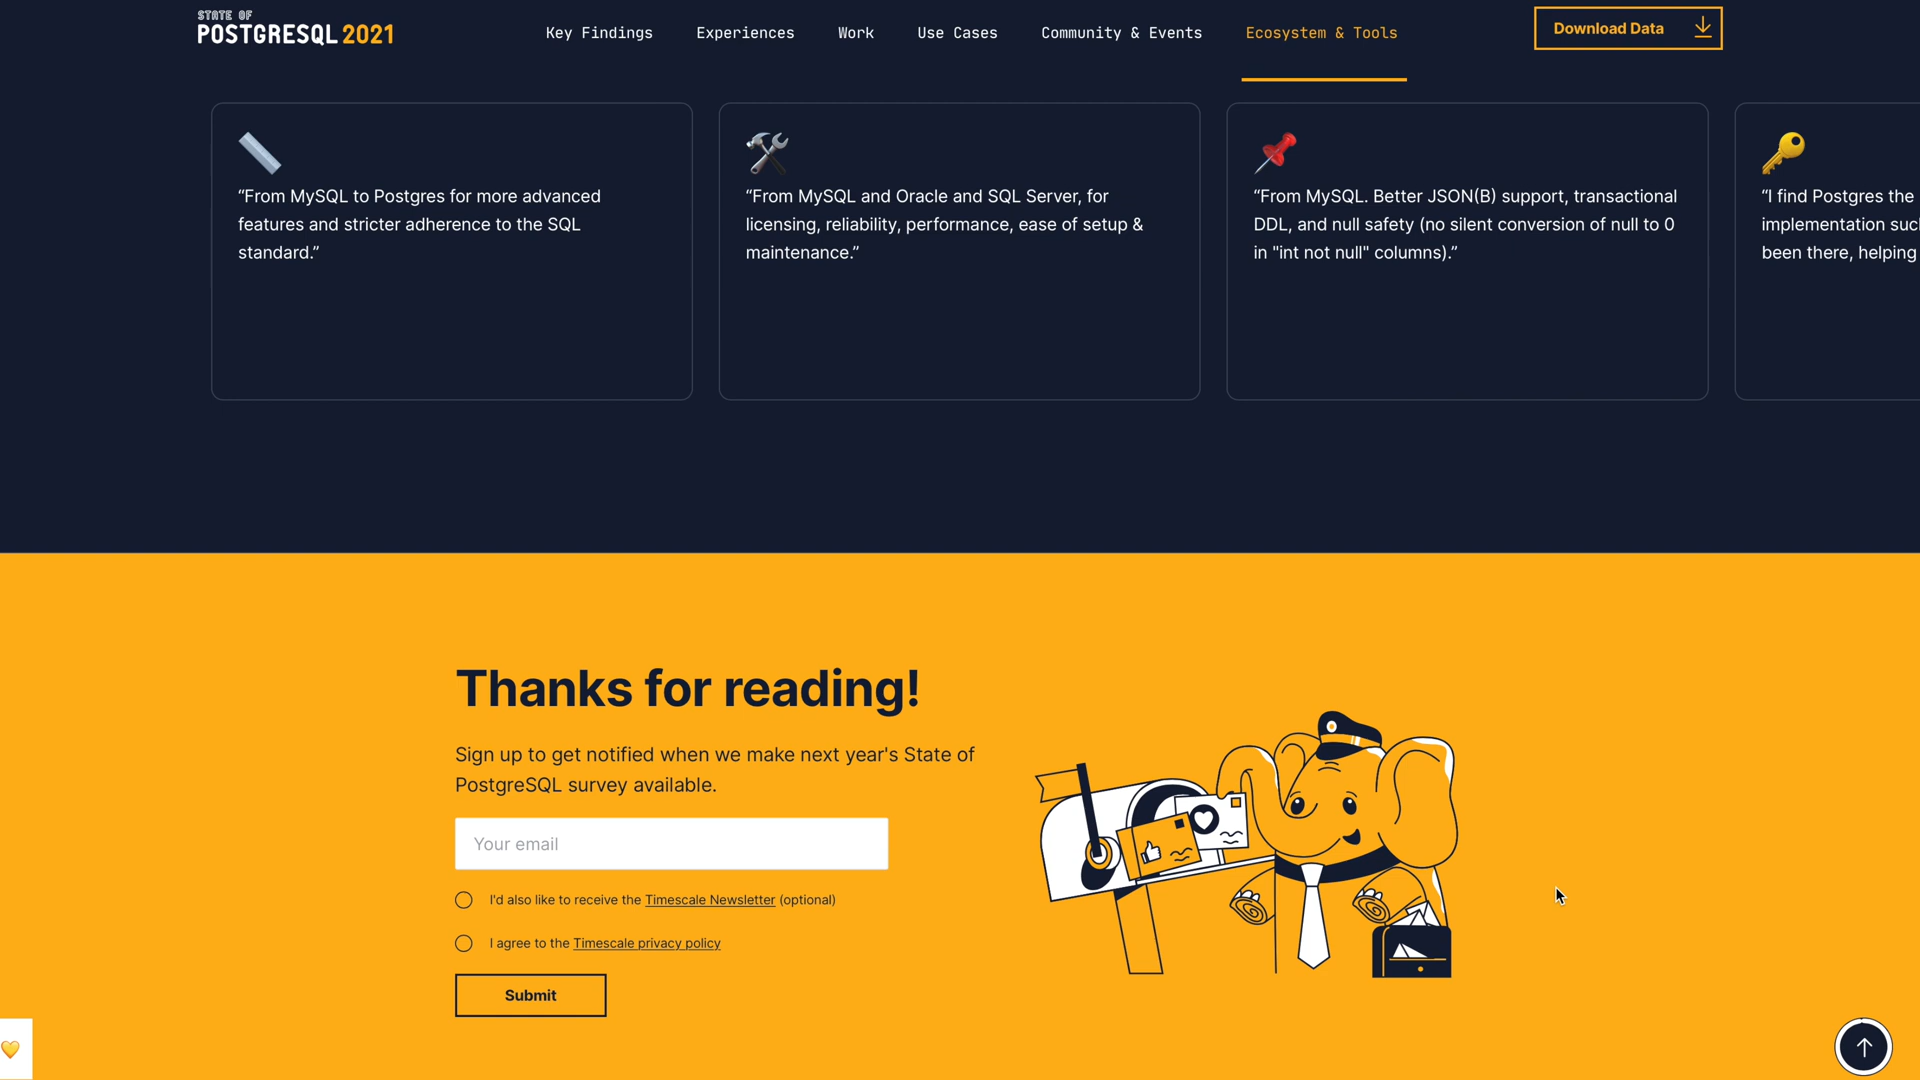 STATE OF
POSTGRESQL 2021
Key Findings
Experiences
Work
Use Cases
Community & Events
Ecosystem & Tools
Download Data
“From MySQL to Postgres for more advanced
features and stricter adherence to the SQL
standard.”
“From MySQL and Oracle and SQL Server, for
licensing, reliability, performance, ease of setup &
maintenance.”
“From MySQL. Better JSON(B) support, transactional
DDL, and null safety (no silent conversion of null to 0
in "int not null" columns).”
“I find Postgres the
implementation
been there, helping
Thanks for reading!
Sign up to get notified when we make next year's State of
PostgreSQL survey available.
Your email
I'd also like to receive the Timescale Newsletter (optional)
I agree to the Timescale privacy policy
Submit